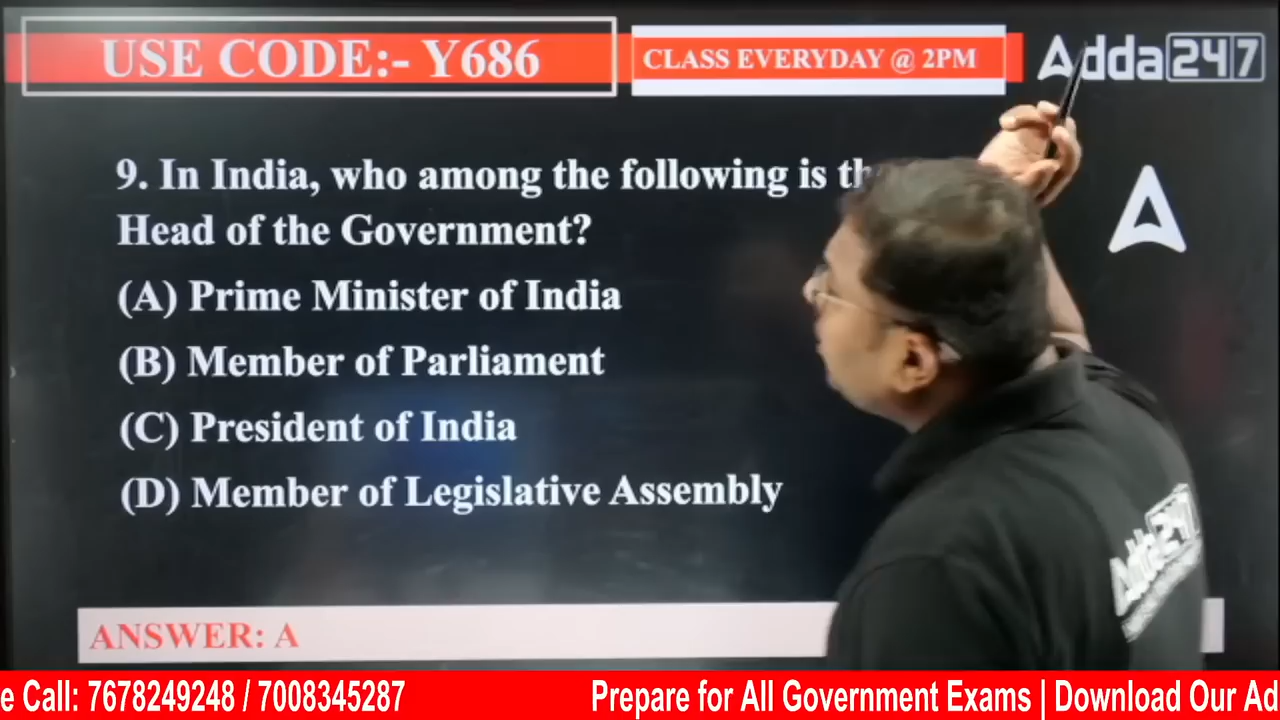 USE CODE:- Y686
CLASS EVERYDAY @ 2PM
Adda247
9. In India, who among the following is
Head of the Government?
(A) Prime Minister of India
(B) Member of Parliament
(C) President of India
(D) Member of Legislative Assembly
Adda247
ANSWER: A
Call: 7678249248 / 7008345287
Prepare for All Government Exams | Download Our